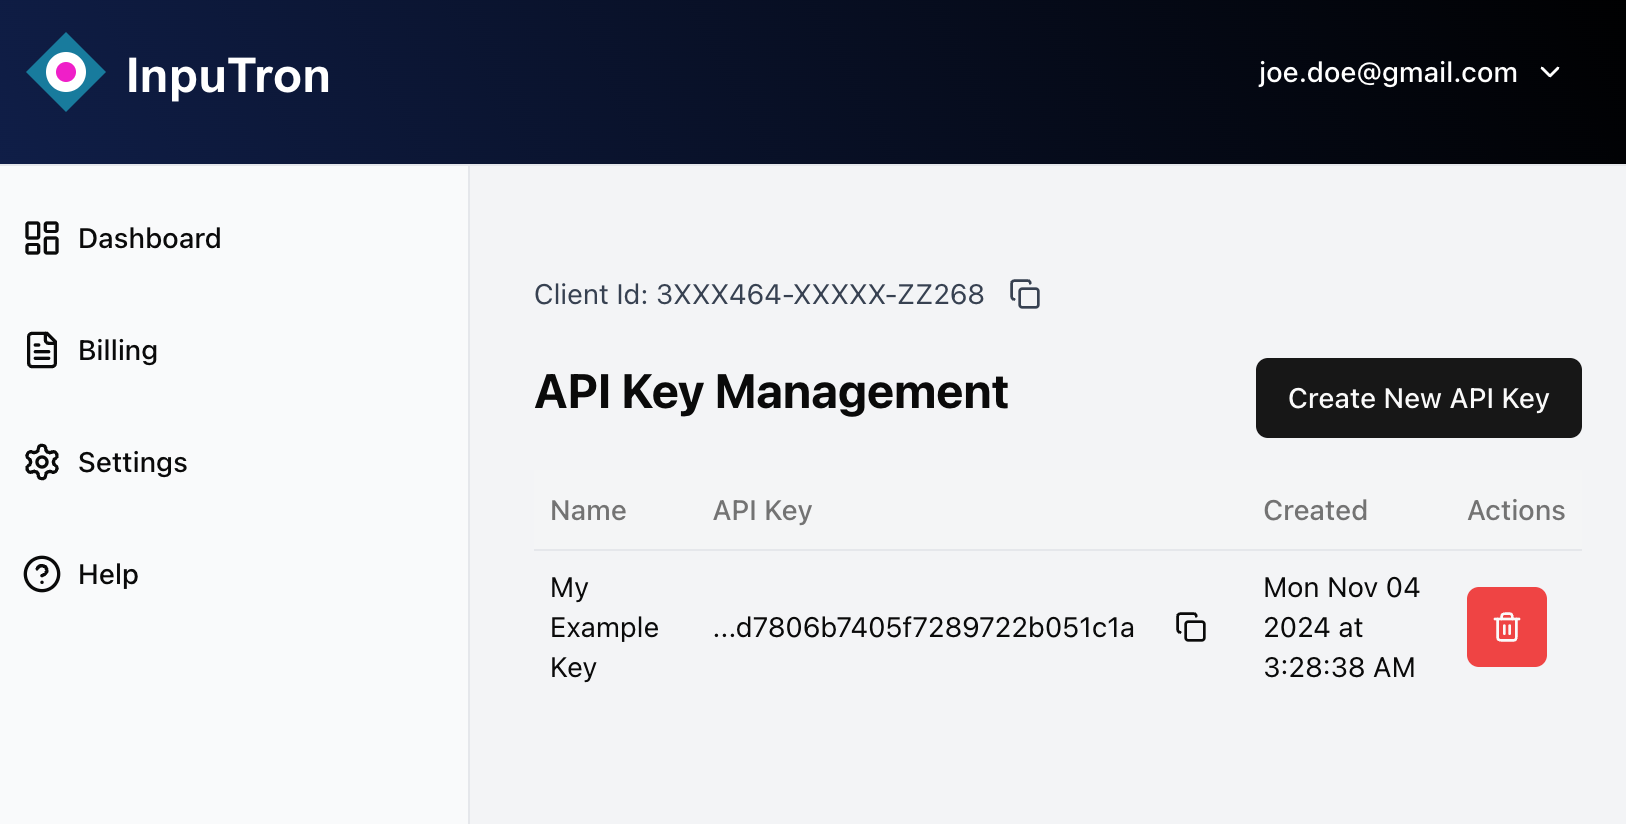 InpuTron
joe.doe@gmail.com
Dashboard
Billing
Settings
Help
Client Id: 3XXX464-XXXXX-ZZ268
API Key Management
Create New API Key
Name API Key Created Actions
My Example Key ...d7806b7405f7289722b051c1a Mon Nov 04 2024 at 3:28:38 AM